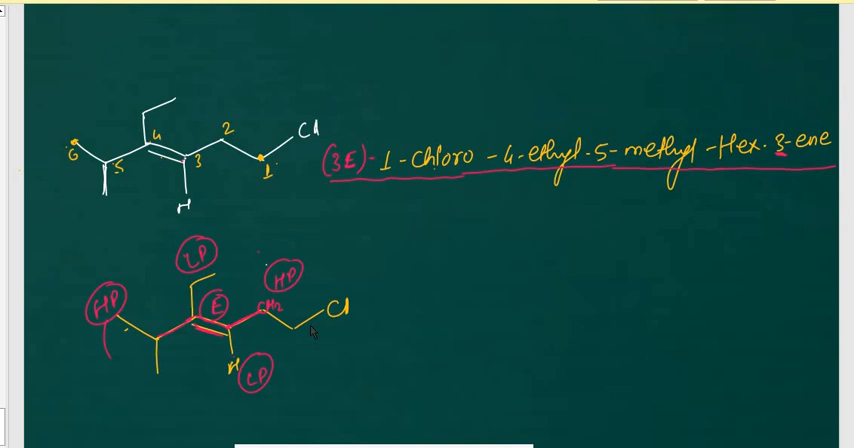 Cl
4
2
6
5
3
1
H
(3E)-1-chloro-4-ethyl-5-methyl-Hex-3-ene
LP
HP
HP
E
CH2
Cl
H
LP